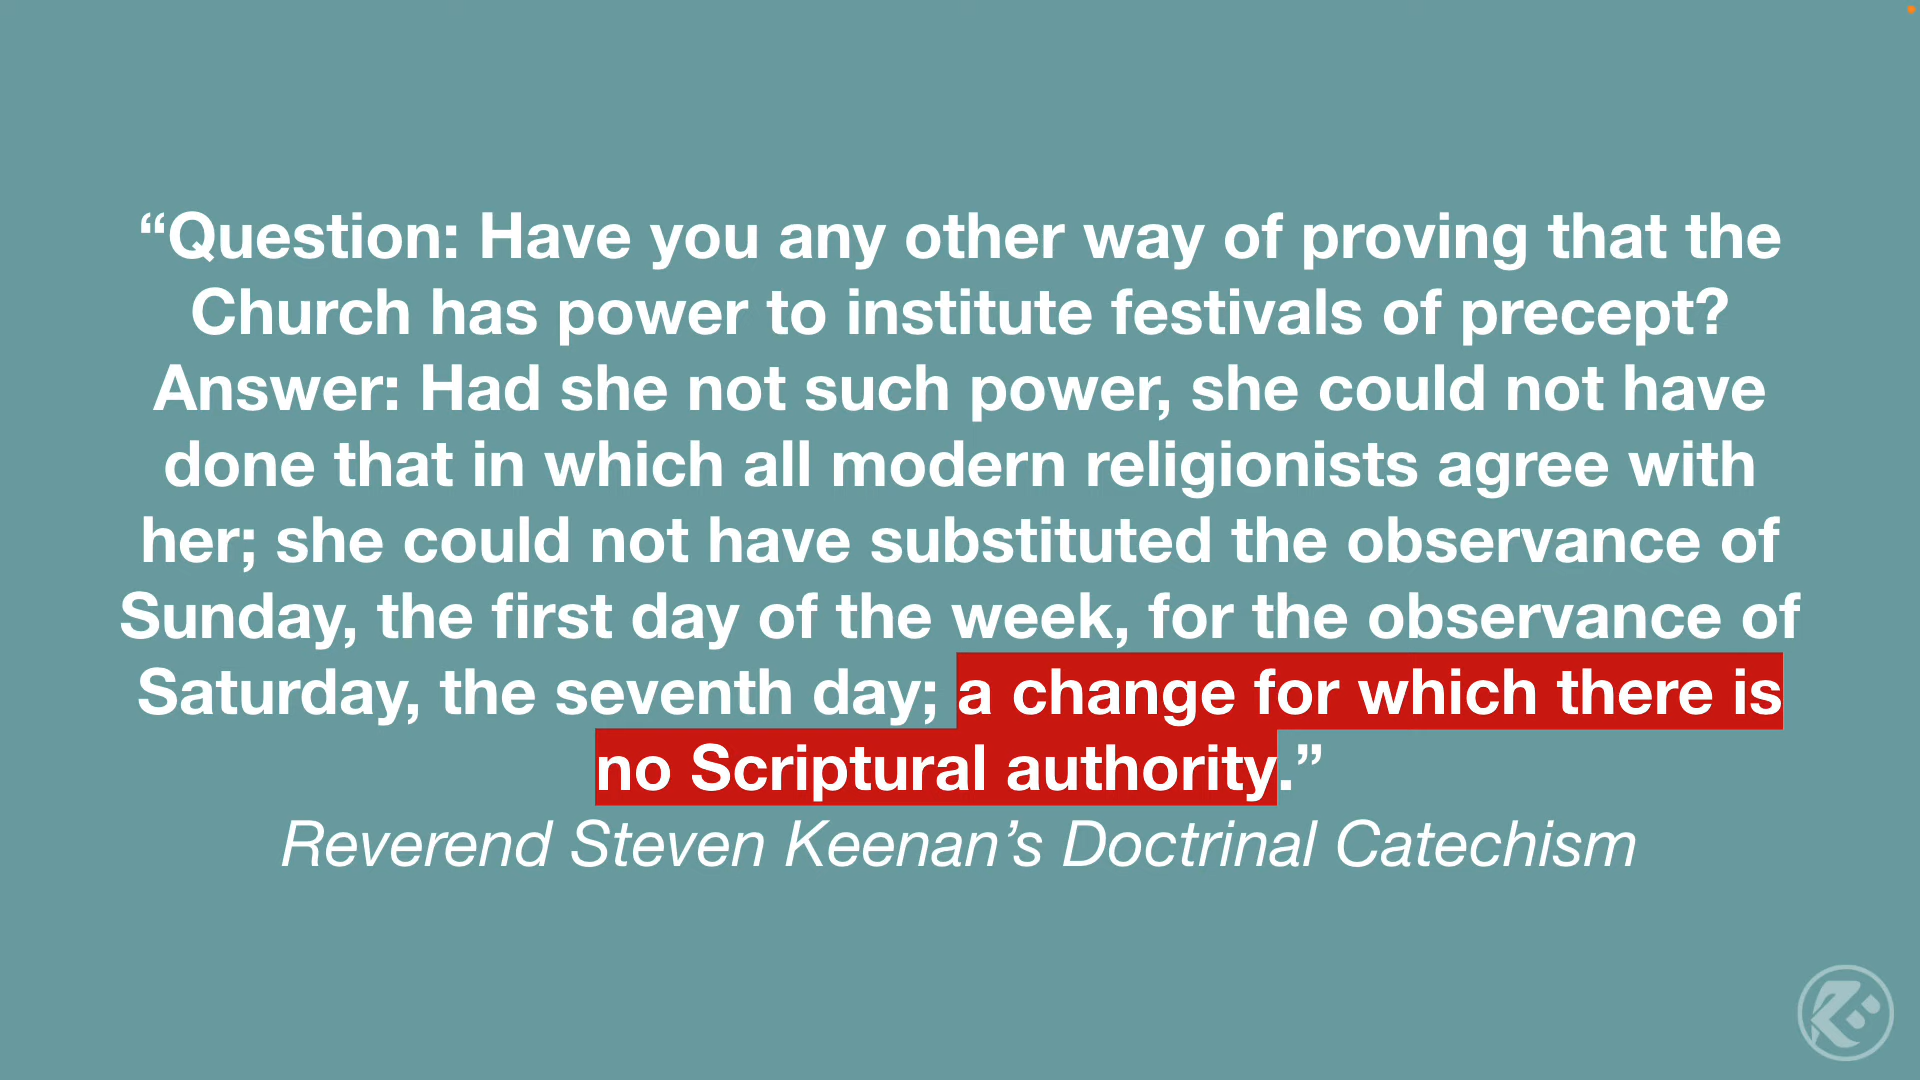 “Question: Have you any other way of proving that the
Church has power to institute festivals of precept?
Answer: Had she not such power, she could not have
done that in which all modern religionists agree with
her; she could not have substituted the observance of
Sunday, the first day of the week, for the observance of
Saturday, the seventh day; a change for which there is
no Scriptural authority.”
Reverend Steven Keenan’s Doctrinal Catechism